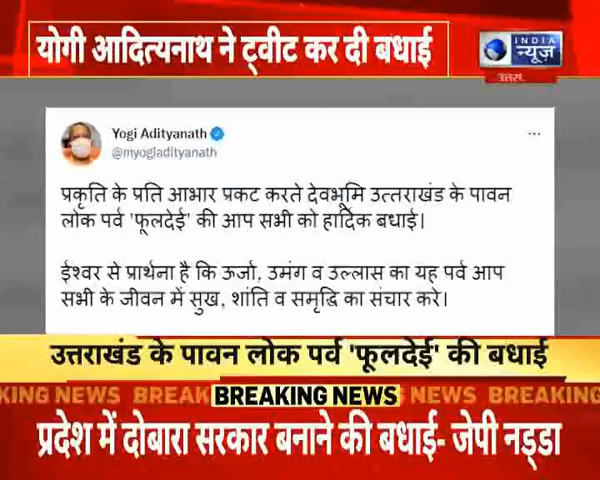 योगी आदित्यनाथ ने ट्वीट कर दी बधाई
INDIA
न्यूज़
Yogi Adityanath
@myogiadityanath
प्रकृति के प्रति आभार प्रकट करते देवभूमि उत्तराखंड के पावन
लोक पर्व 'फूलदेई' की आप सभी को हार्दिक बधाई।
ईश्वर से प्रार्थना है कि ऊर्जा, उमंग व उल्लास का यह पर्व आप
सभी के जीवन में सुख, शांति व समृद्धि का संचार करे।
उत्तराखंड के पावन लोक पर्व 'फूलदेई' की बधाई
KING NEWS BREAK BREAKING NEWS NEWS BREAKING
प्रदेश में दोबारा सरकार बनाने की बधाई- जेपी नड्डा